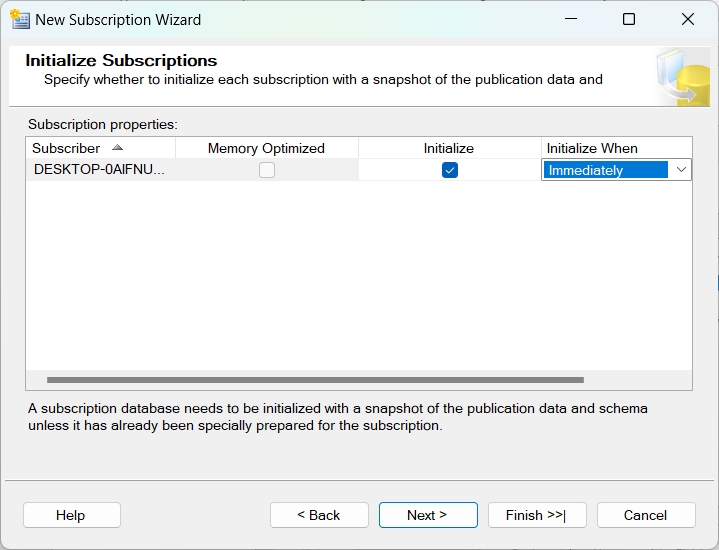 New Subscription Wizard
Initialize Subscriptions
Specify whether to initialize each subscription with a snapshot of the publication data and
Subscription properties:
Subscriber Memory Optimized Initialize Initialize When
DESKTOP-0AIFNU... Immediately
A subscription database needs to be initialized with a snapshot of the publication data and schema
unless it has already been specially prepared for the subscription.
Help < Back Next > Finish >>| Cancel